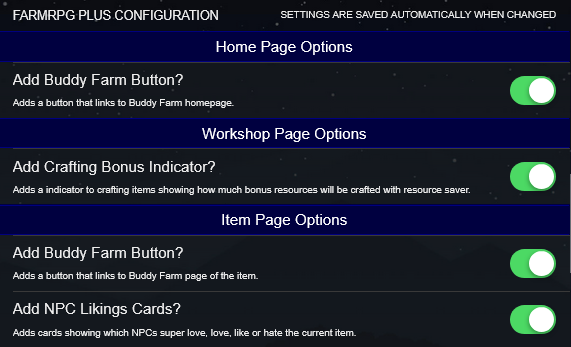 FARMRPG PLUS CONFIGURATION SETTINGS ARE SAVED AUTOMATICALLY WHEN CHANGED
Home Page Options
Add Buddy Farm Button?
Adds a button that links to Buddy Farm homepage.
Workshop Page Options
Add Crafting Bonus Indicator?
Adds a indicator to crafting items showing how much bonus resources will be crafted with resource saver.
Item Page Options
Add Buddy Farm Button?
Adds a button that links to Buddy Farm page of the item.
Add NPC Likings Cards?
Adds cards showing which NPCs super love, love, like or hate the current item.